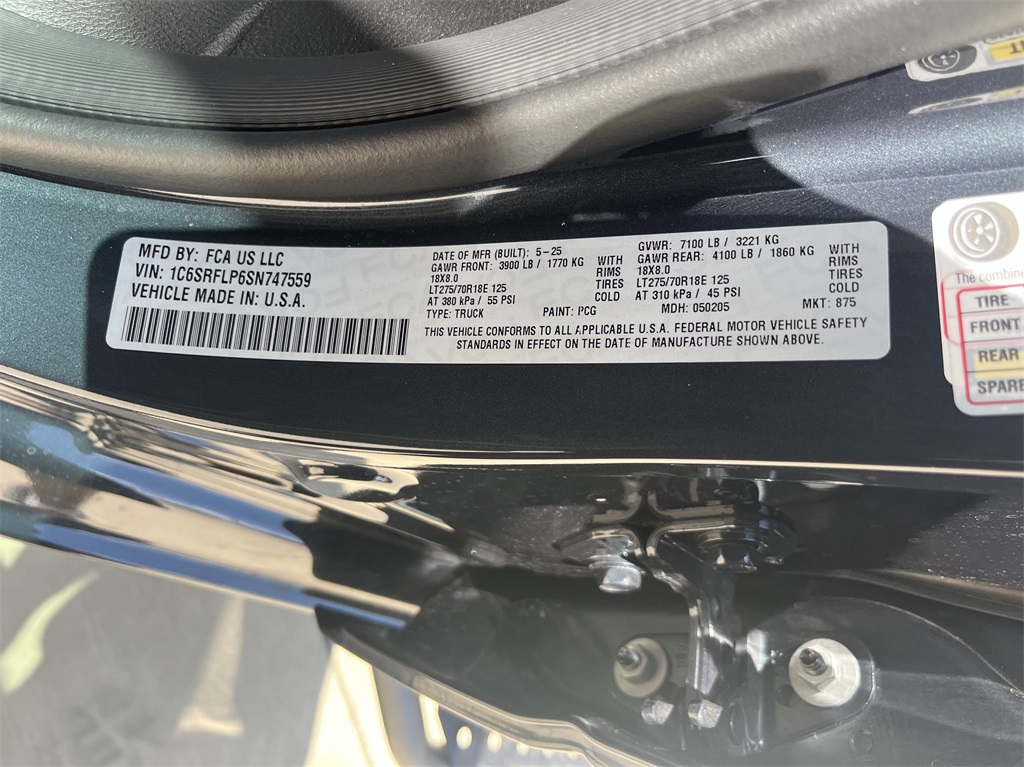 MFD BY: FCA US LLC
VIN: 1C6SRFLP6SN747559
VEHICLE MADE IN: U.S.A.
DATE OF MFR (BUILT): 5-25
GAWR FRONT: 3900 LB / 1770 KG WITH
18X8.0 RIMS
LT275/70R18E 125 TIRES
AT 380 kPa / 55 PSI COLD
TYPE: TRUCK PAINT: PCG
GVWR: 7100 LB / 3221 KG
GAWR REAR: 4100 LB / 1860 KG WITH
18X8.0 RIMS
LT275/70R18E 125 TIRES
AT 310 kPa / 45 PSI COLD
MDH: 050205 MKT: 875
THIS VEHICLE CONFORMS TO ALL APPLICABLE U.S.A. FEDERAL MOTOR VEHICLE SAFETY
STANDARDS IN EFFECT ON THE DATE OF MANUFACTURE SHOWN ABOVE.
The combine
TIRE
FRONT
REAR
SPARE